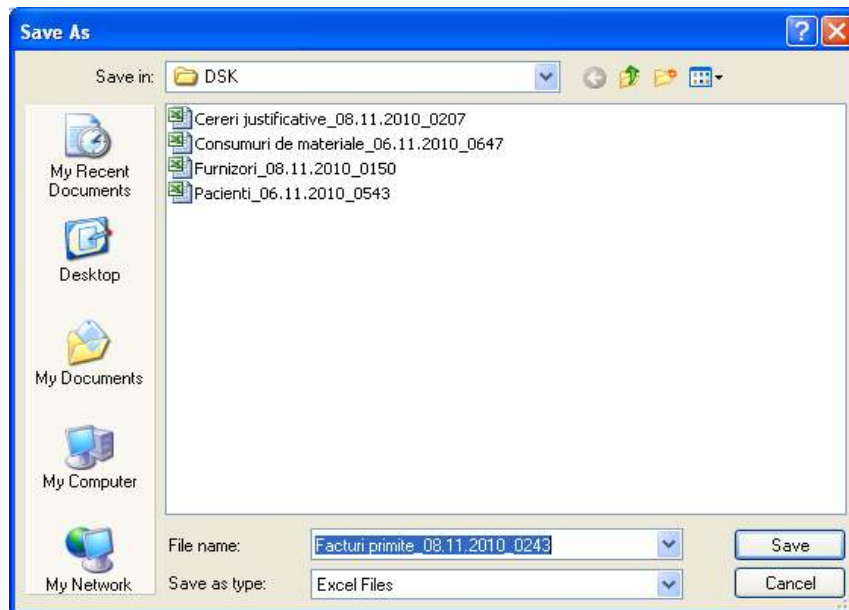 Save As
Save in: DSK
Cereri justificative_08.11.2010_0207
Consumuri de materiale_06.11.2010_0647
Furnizori_08.11.2010_0150
Pacienti_06.11.2010_0543
My Recent
Documents
Desktop
My Documents
My Computer
My Network
File name: Facturi primite_08.11.2010_0243 Save
Save as type: Excel Files Cancel